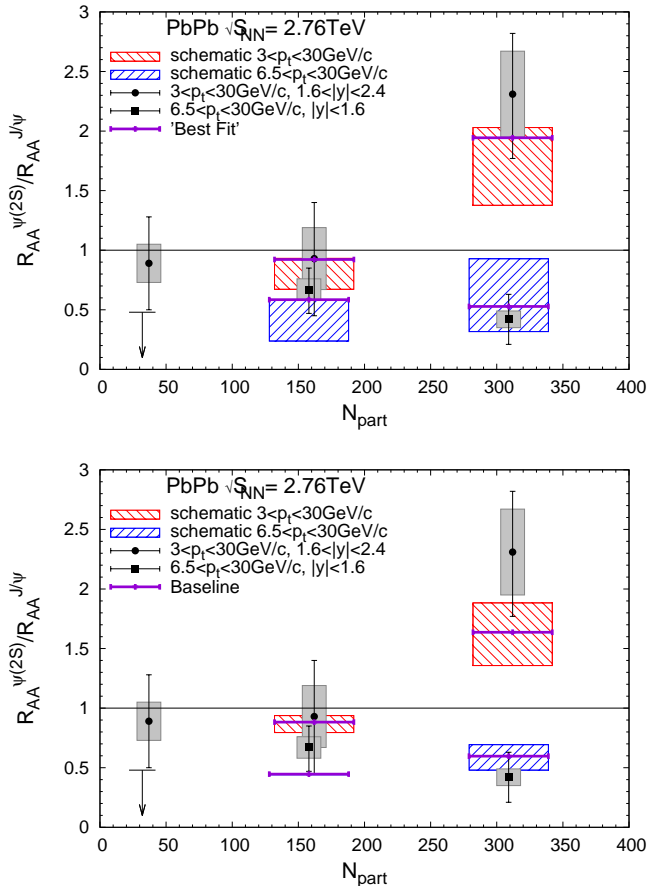 PbPb √S_NN= 2.76TeV
schematic 3<p_t<30GeV/c
schematic 6.5<p_t<30GeV/c
3<p_t<30GeV/c, 1.6<|y|<2.4
6.5<p_t<30GeV/c, |y|<1.6
'Best Fit'
R_AA^ψ(2S)/R_AA^J/ψ
3
2.5
2
1.5
1
0.5
0
0 50 100 150 200 250 300 350 400
N_part
PbPb √S_NN= 2.76TeV
schematic 3<p_t<30GeV/c
schematic 6.5<p_t<30GeV/c
3<p_t<30GeV/c, 1.6<|y|<2.4
6.5<p_t<30GeV/c, |y|<1.6
Baseline
R_AA^ψ(2S)/R_AA^J/ψ
3
2.5
2
1.5
1
0.5
0
0 50 100 150 200 250 300 350 400
N_part